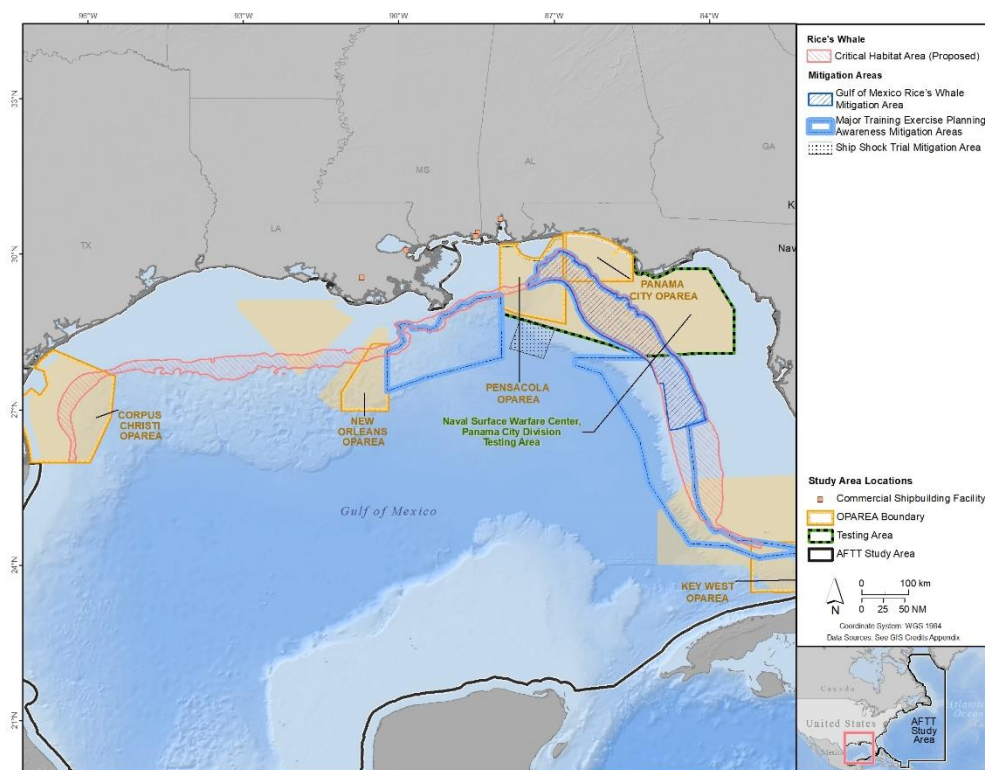 96°W
93°W
90°W
87°W
84°W
33°N
30°N
27°N
24°N
21°N
TX
LA
MS
AL
GA
K
Nav
PANAMA
CITY OPAREA
PENSACOLA
OPAREA
NEW
ORLEANS
OPAREA
CORPUS
CHRISTI
OPAREA
Naval Surface Warfare Center,
Panama City Division
Testing Area
Gulf of Mexico
KEY WEST
OPAREA
Rice's Whale
Critical Habitat Area (Proposed)
Mitigation Areas
Gulf of Mexico Rice's Whale
Mitigation Area
Major Training Exercise Planning
Awareness Mitigation Areas
Ship Shock Trial Mitigation Area
Study Area Locations
Commercial Shipbuilding Facility
OPAREA Boundary
Testing Area
AFTT Study Area
N
0 100 km
0 25 50 NM
Coordinate System: WGS 1984
Data Sources: See GIS Credits Appendix
Canada
United States
Mexico
Atlantic
Ocean
AFTT
Study
Area